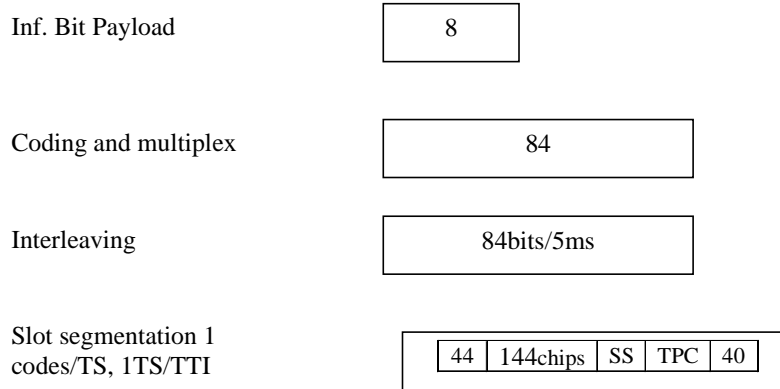 Inf. Bit Payload
8
Coding and multiplex
84
Interleaving
84bits/5ms
Slot segmentation 1
codes/TS, 1TS/TTI
44 144chips SS TPC 40